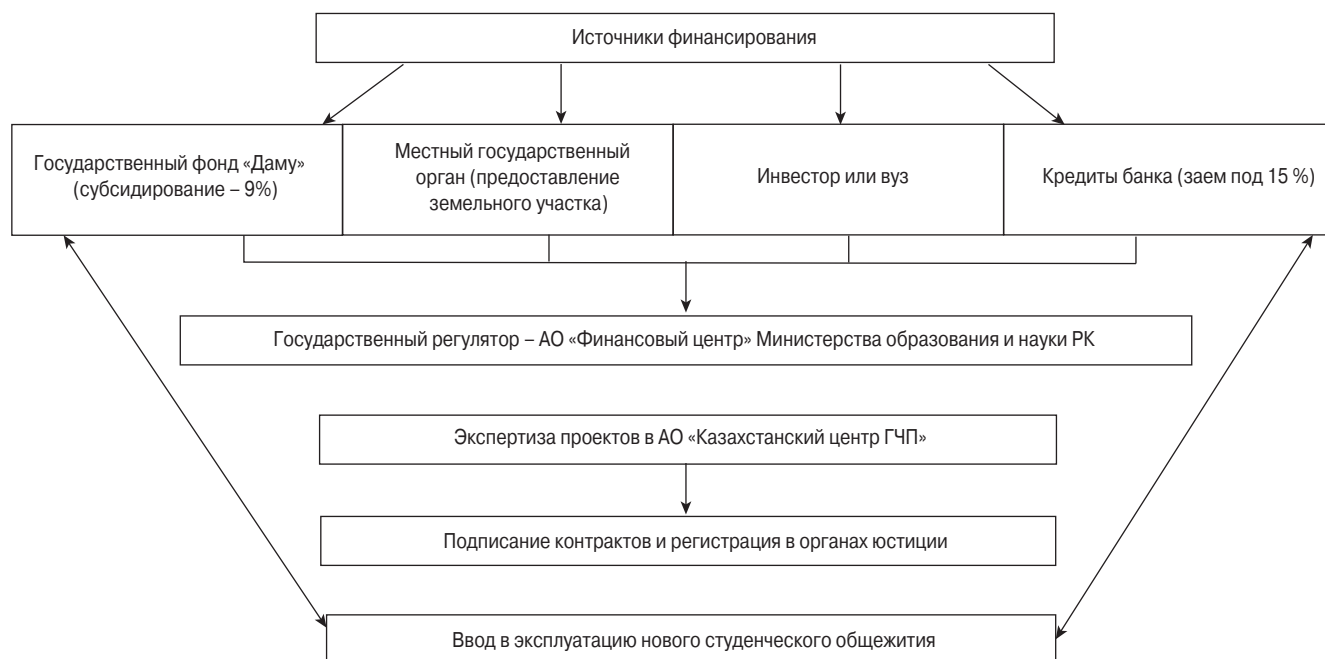 Источники финансирования
Государственный фонд «Даму»
(субсидирование – 9%)
Местный государственный
орган (предоставление
земельного участка)
Инвестор или вуз
Кредиты банка (заем под 15 %)
Государственный регулятор – АО «Финансовый центр» Министерства образования и науки РК
Экспертиза проектов в АО «Казахстанский центр ГЧП»
Подписание контрактов и регистрация в органах юстиции
Ввод в эксплуатацию нового студенческого общежития